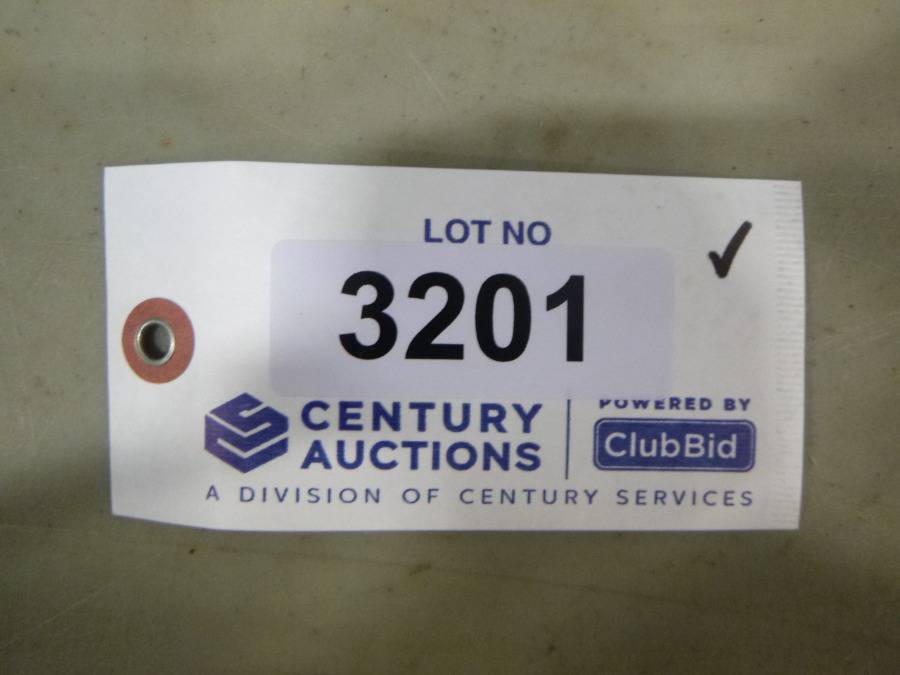 LOT NO
3201
CENTURY
AUCTIONS
POWERED BY
ClubBid
A DIVISION OF CENTURY SERVICES